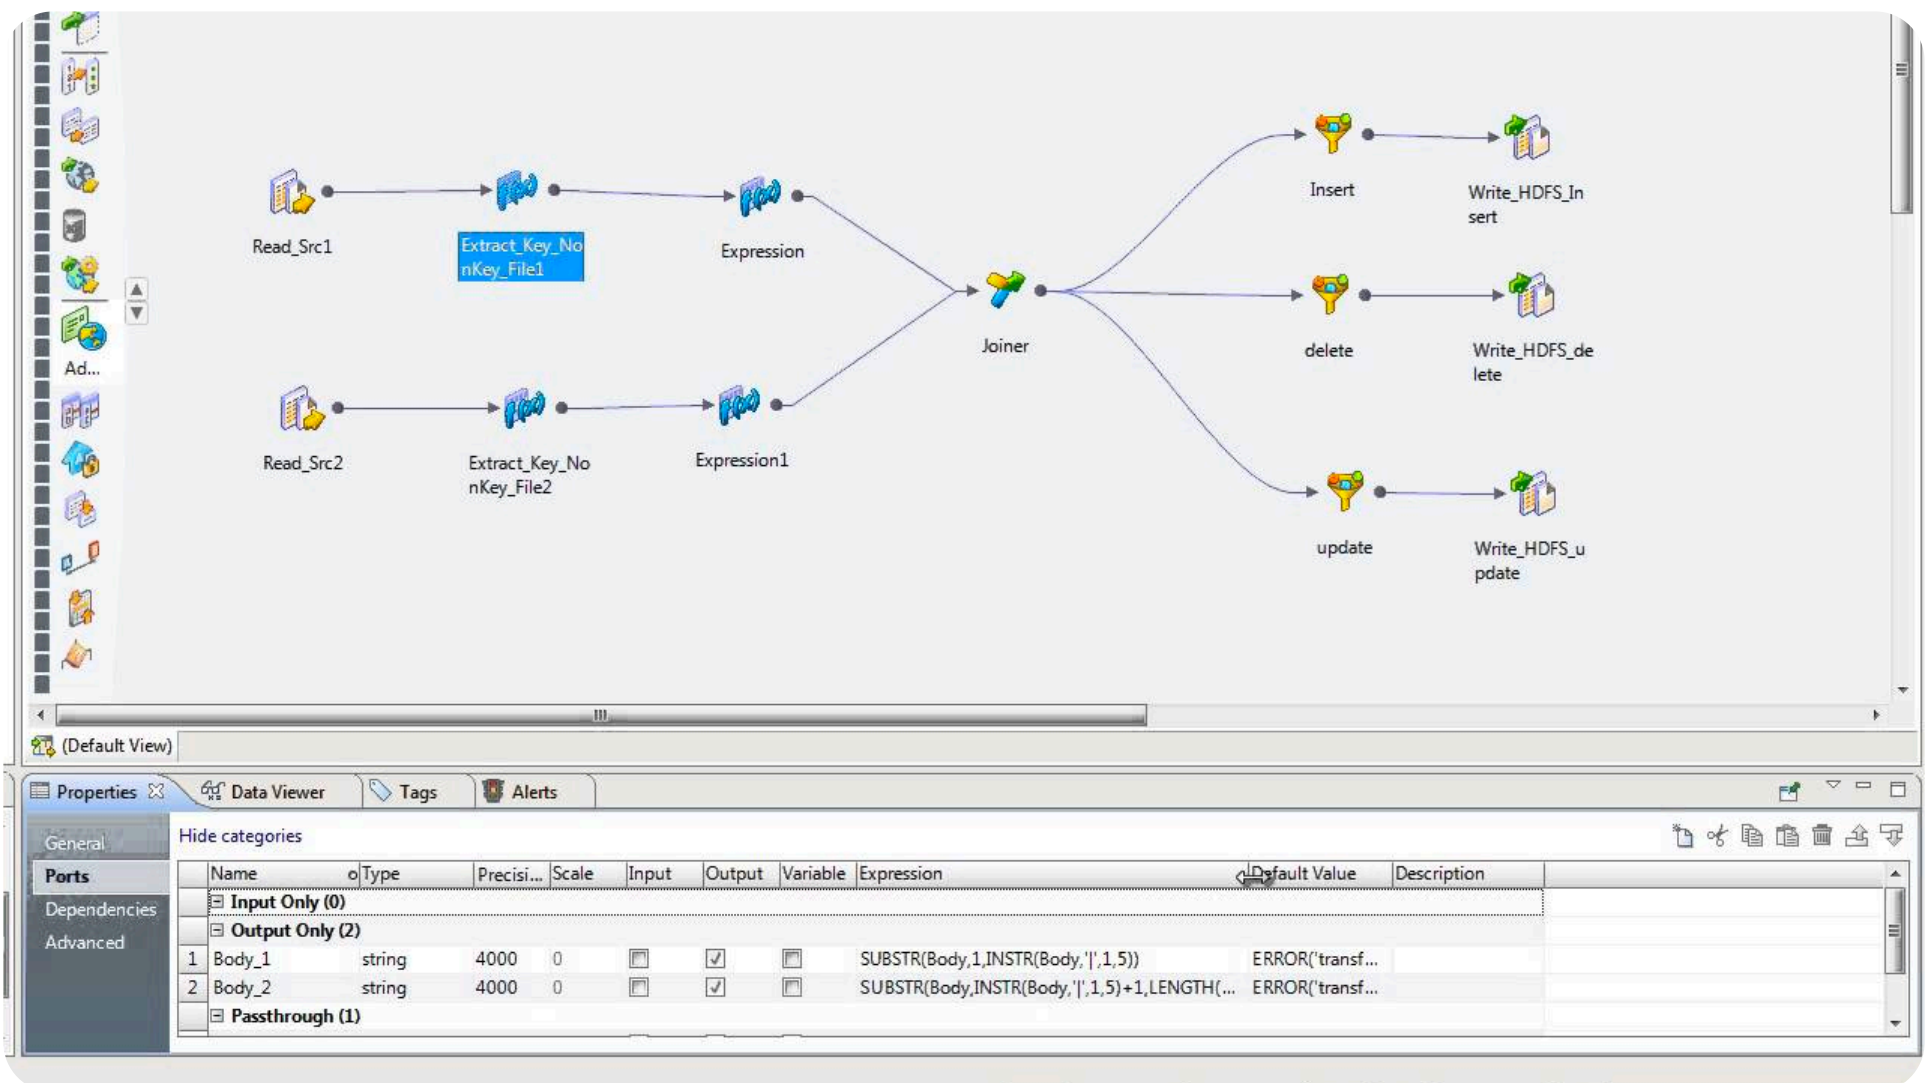 Insert
Write_HDFS_In
sert
Read_Src1
Extract_Key_No
nKey_File1
Expression
Joiner
delete
Write_HDFS_de
lete
Ad...
Read_Src2
Extract_Key_No
nKey_File2
Expression1
update
Write_HDFS_u
pdate
(Default View)
Properties Data Viewer Tags Alerts
General
Ports
Dependencies
Advanced
Hide categories
Name Type Precisi... Scale Input Output Variable Expression Default Value Description
Input Only (0)
Output Only (2)
1 Body_1 string 4000 0 SUBSTR(Body,1,INSTR(Body,'|',1,5)) ERROR('transf...
2 Body_2 string 4000 0 SUBSTR(Body,INSTR(Body,'|',1,5)+1,LENGTH(... ERROR('transf...
Passthrough (1)